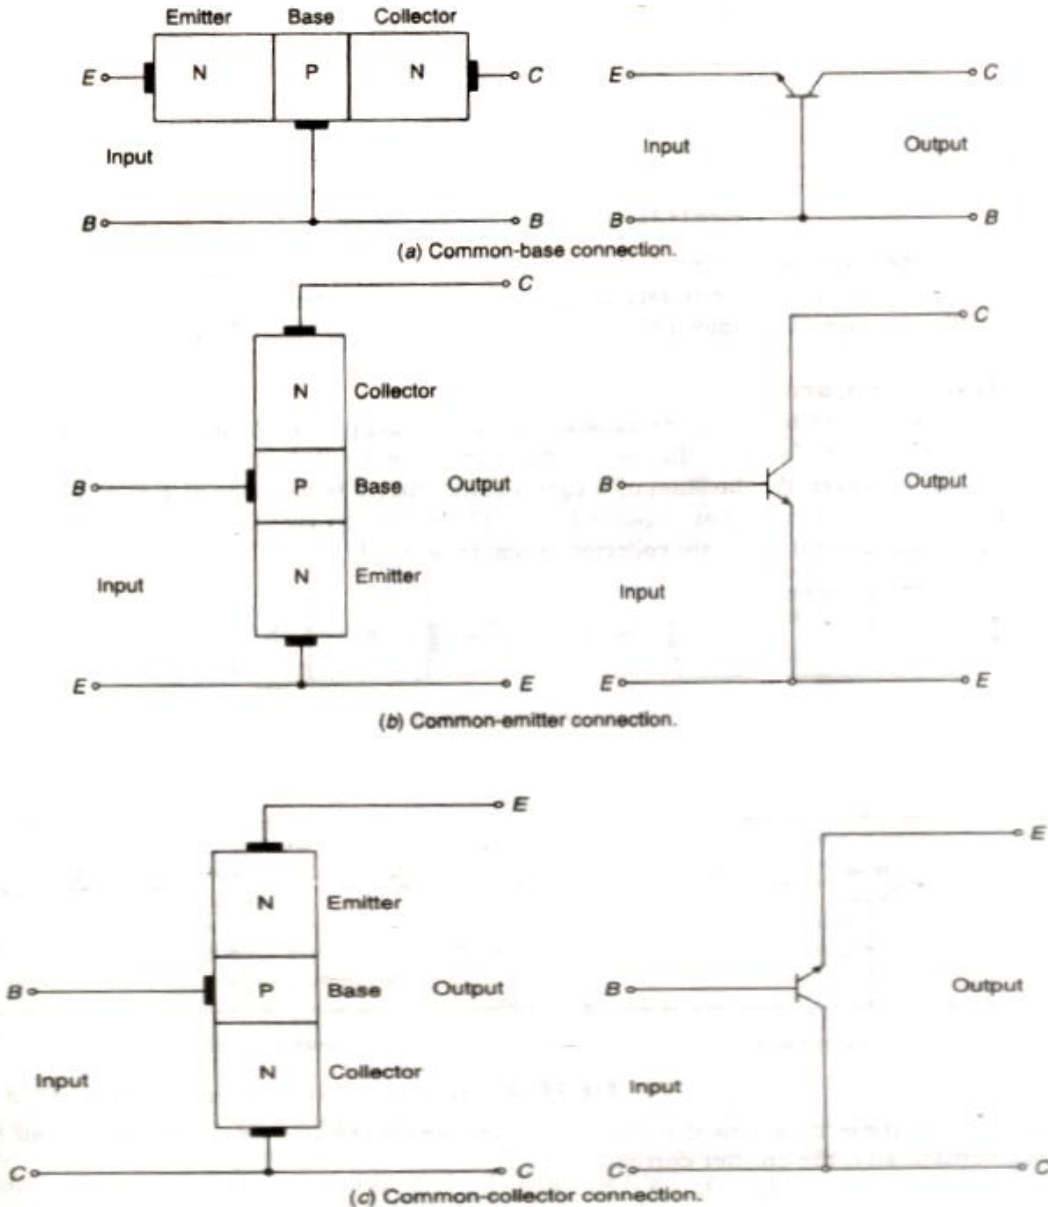 Emitter Base Collector
E N P N C E C
Input Input Output
B B B B
(a) Common-base connection.
C C
N Collector
B P Base Output B Output
Input N Emitter Input
E E E E
(b) Common-emitter connection.
E E
N Emitter
B P Base Output B Output
Input N Collector Input
C C C C
(c) Common-collector connection.